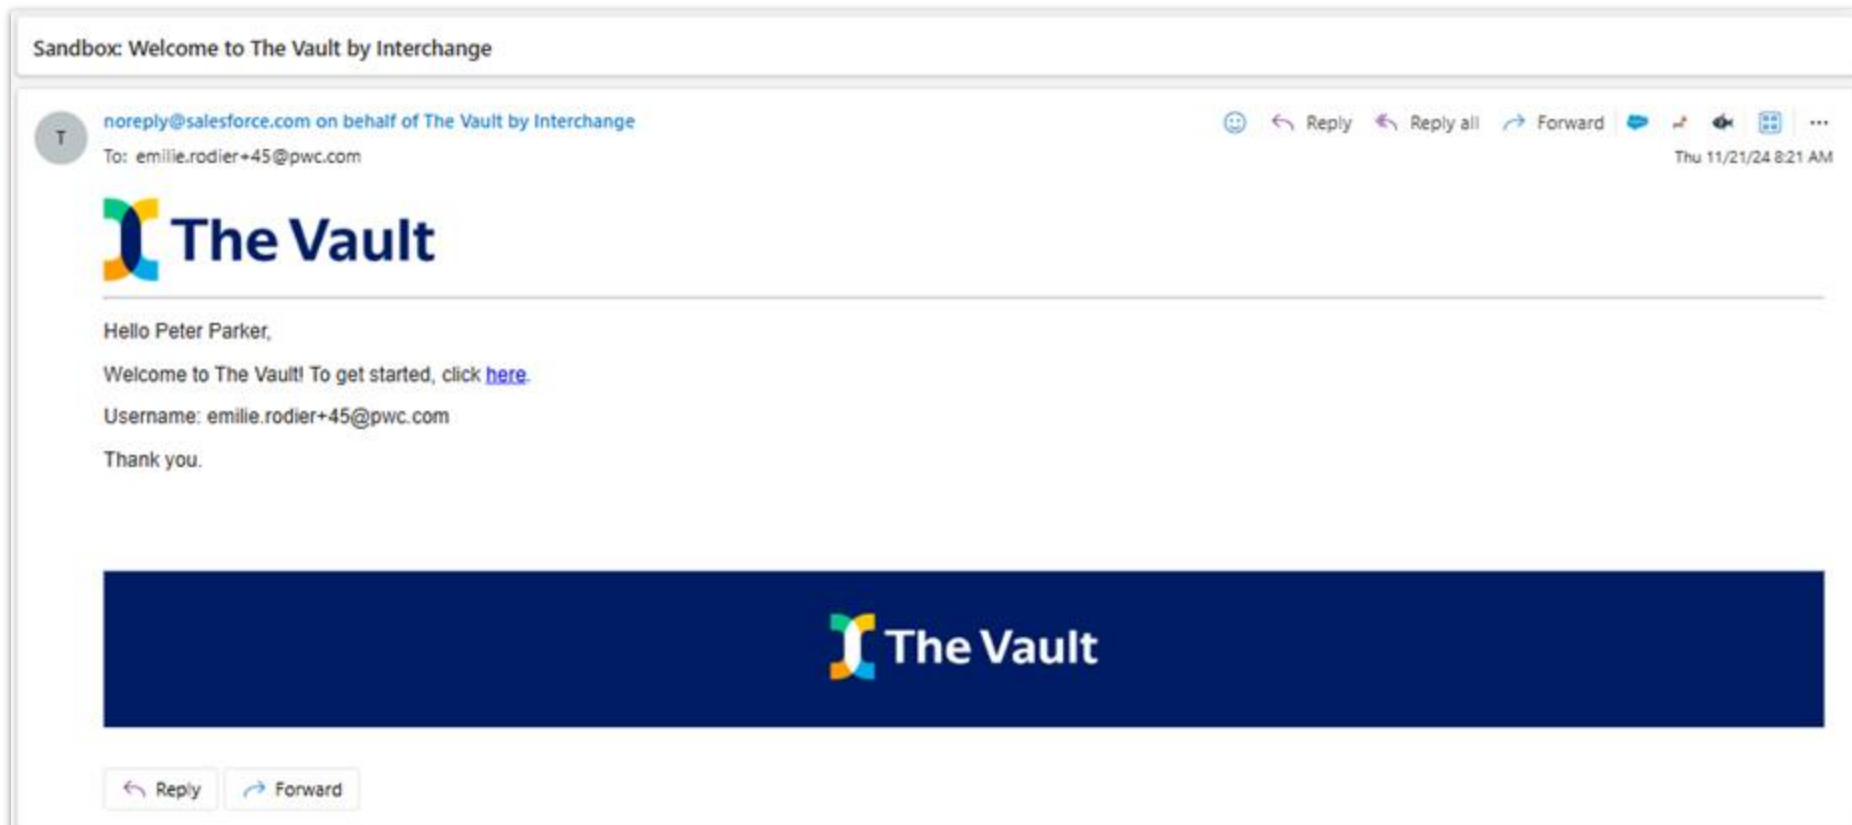 Sandbox: Welcome to The Vault by Interchange
T
noreply@salesforce.com on behalf of The Vault by Interchange
Reply Reply all Forward
To: emilie.rodier+45@pwc.com
Thu 11/21/24 8:21 AM
The Vault
Hello Peter Parker,
Welcome to The Vault! To get started, click here.
Username: emilie.rodier+45@pwc.com
Thank you.
The Vault
Reply Forward